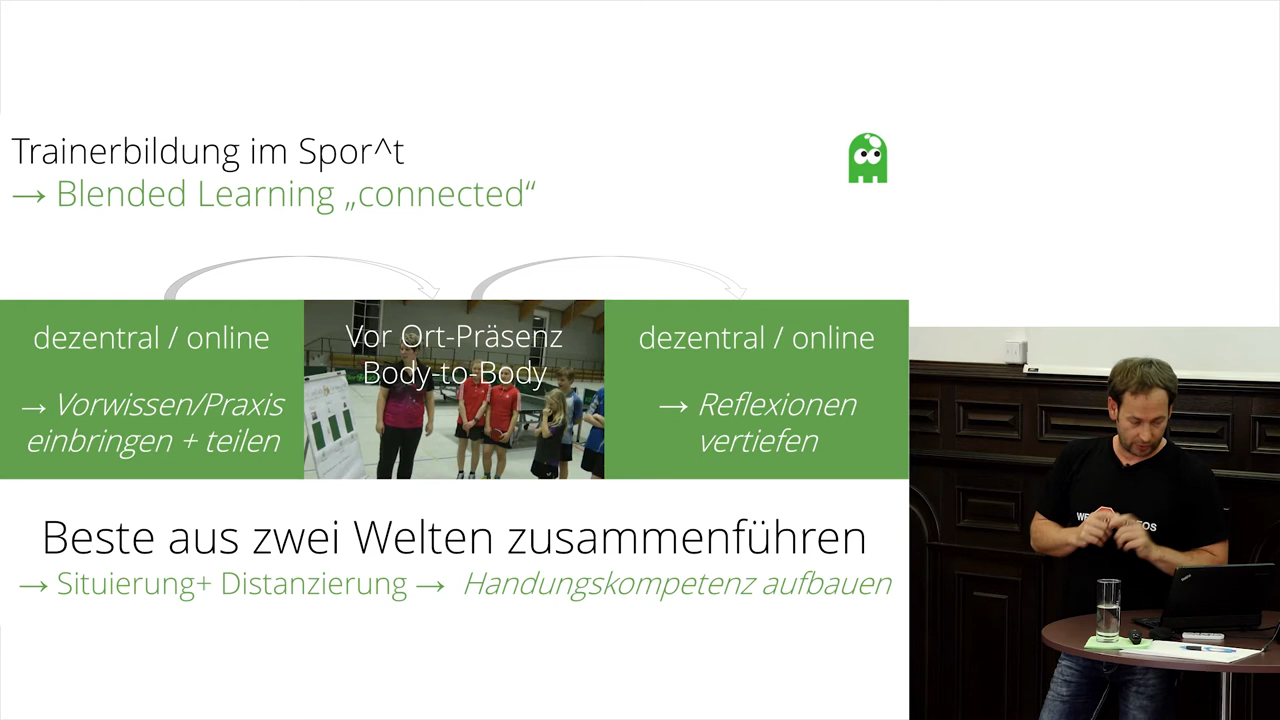 Trainerbildung im Spor^t
→ Blended Learning „connected“
dezentral / online
→ Vorwissen/Praxis
einbringen + teilen
Vor Ort-Präsenz
Body-to-Body
dezentral / online
→ Reflexionen
vertiefen
Beste aus zwei Welten zusammenführen
→ Situierung+ Distanzierung → Handungskompetenz aufbauen